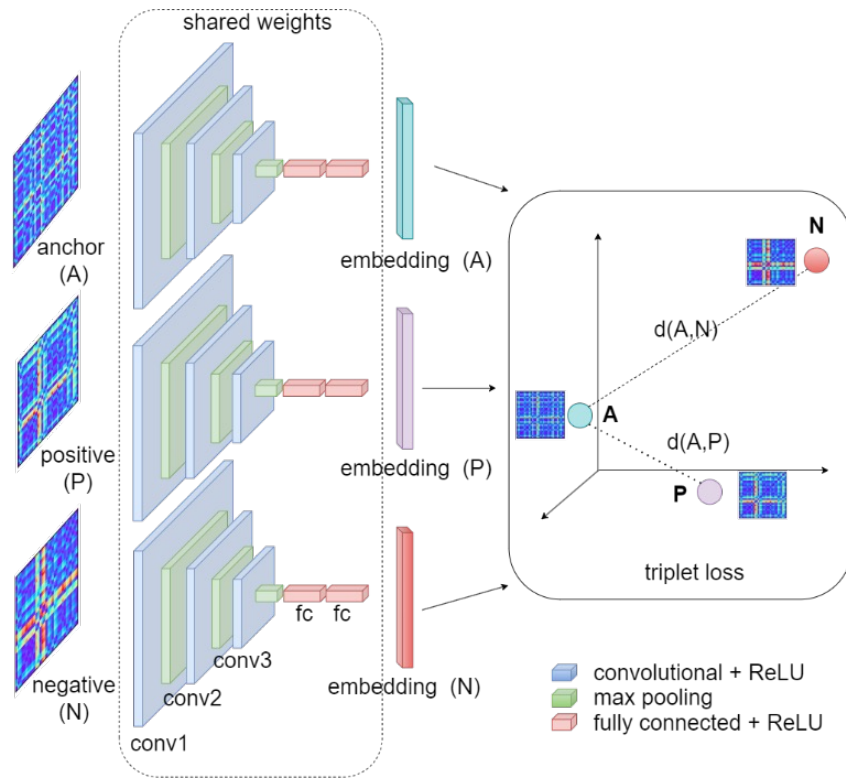 shared weights
anchor
(A)
embedding (A)
positive
(P)
embedding (P)
negative
(N)
fc fc
conv3
conv2
conv1
embedding (N)
N
d(A,N)
A
d(A,P)
P
triplet loss
convolutional + ReLU
max pooling
fully connected + ReLU